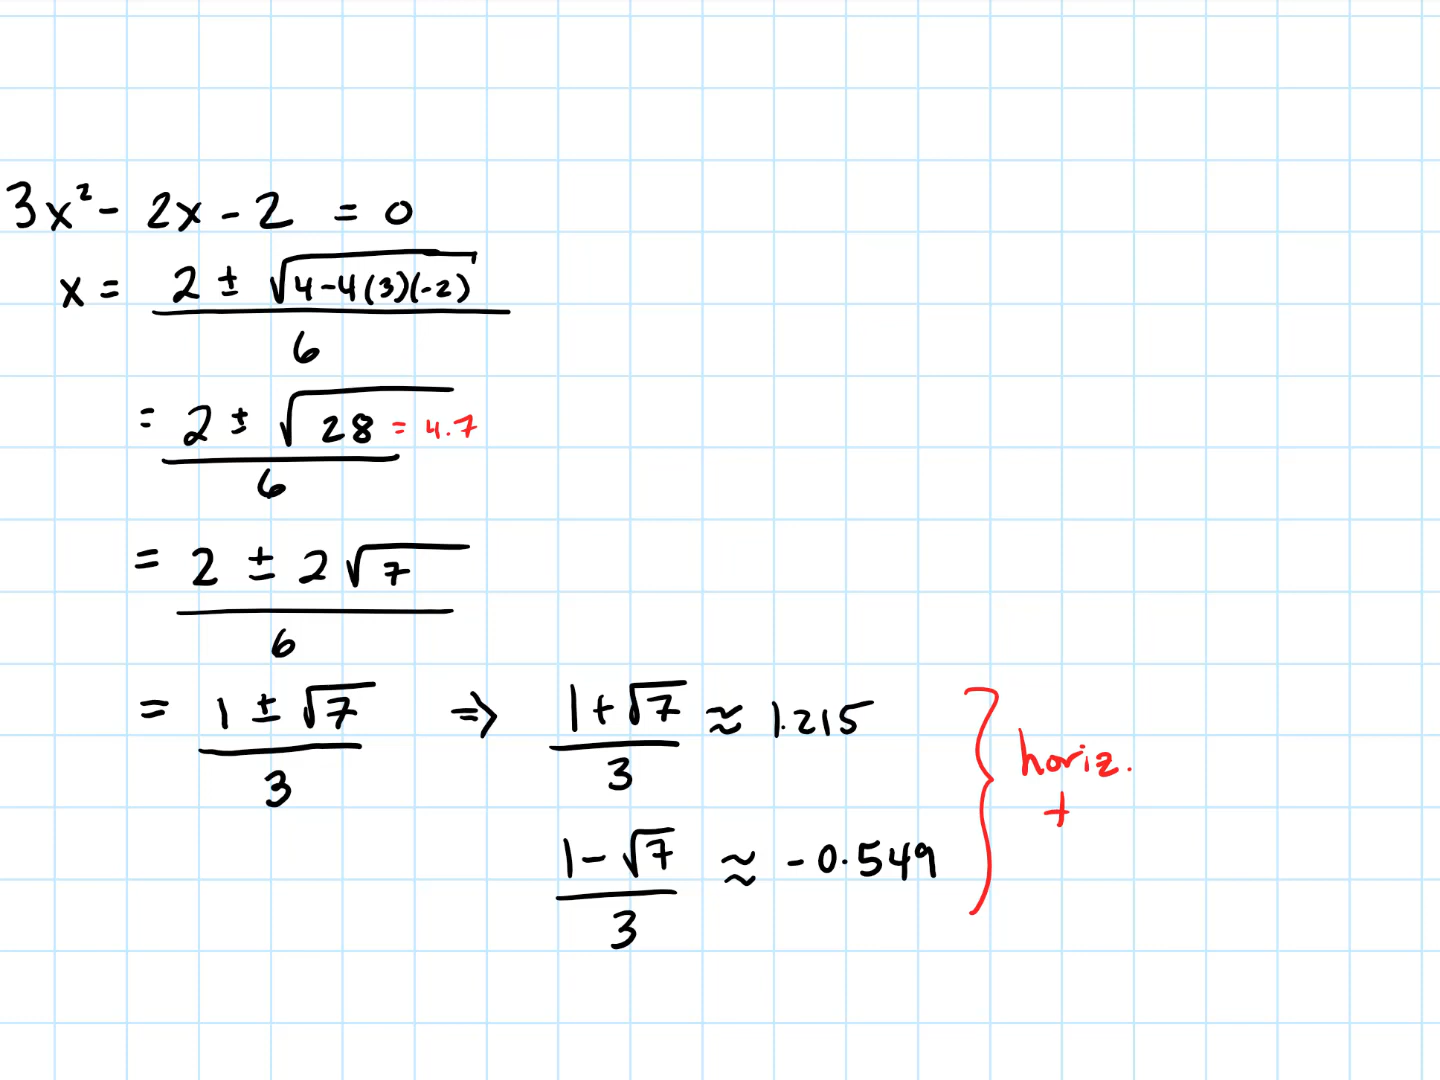 3x² - 2x - 2 = 0
x = (2 ± √(4-4(3)(-2))) / 6
= (2 ± √28) / 6 = 4.7
= (2 ± 2√7) / 6
= (1 ± √7) / 3 ⇒ (1+√7) / 3 ≈ 1.215
(1-√7) / 3 ≈ -0.549
} horiz.
+